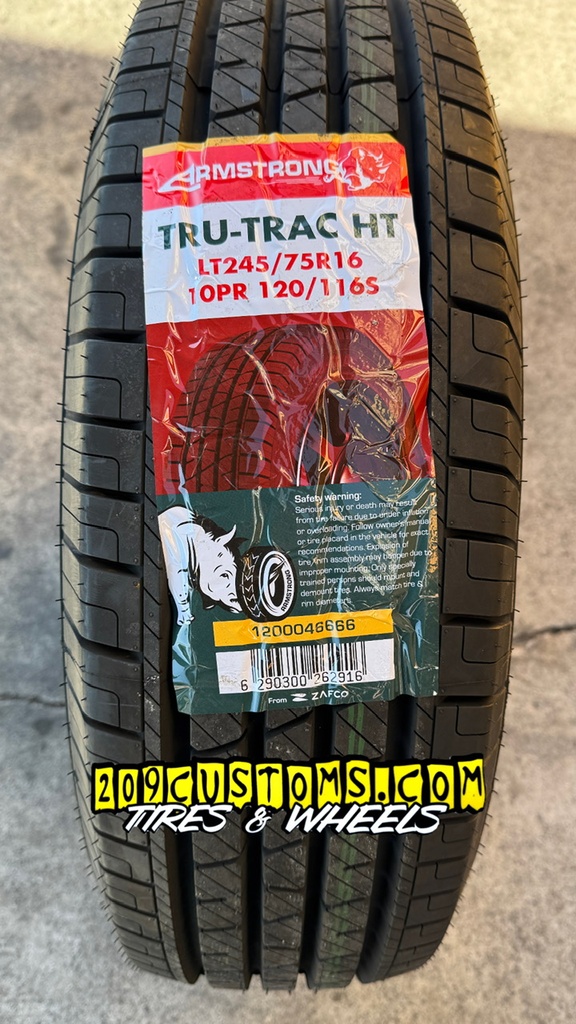 ARMSTRONG
TRU-TRAC HT
LT245/75R16
10PR 120/116S
Safety warning:
Serious injury or death may result
from tire failure due to under inflation
or overloading. Follow owner's manual
or tire placard in the vehicle for exact
recommendations. Explosion of
tire/rim assembly may happen due to
improper mounting. Only specially
trained persons should mount and
demount tires. Always match tire &
rim diameters.
ARMSTRONG
1200046666
6 290300 262916
From ZAFCO
209CUSTOMS.COM
TIRES & WHEELS